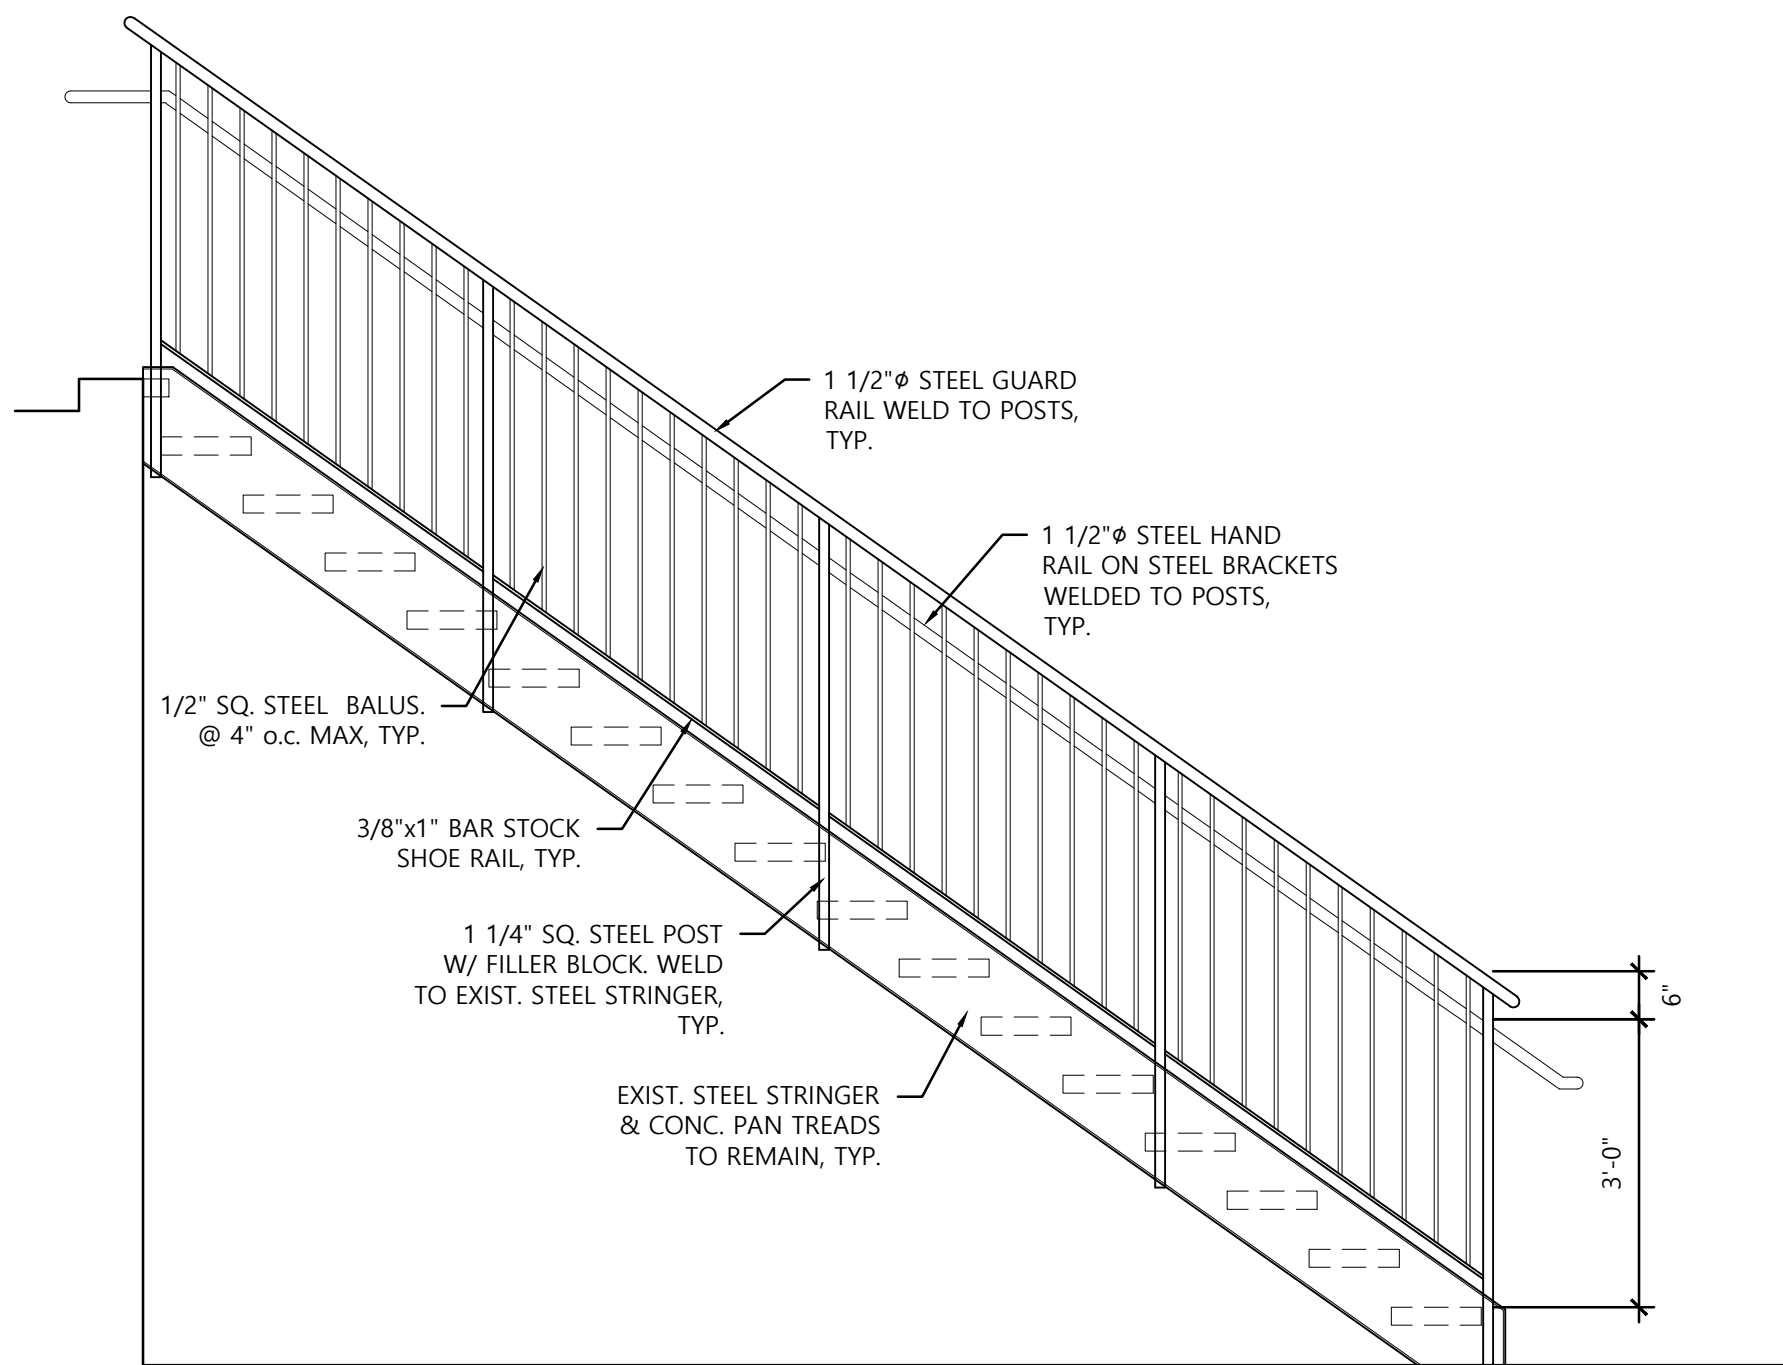 1 1/2"ϕ STEEL GUARD
RAIL WELD TO POSTS,
TYP.
1 1/2"ϕ STEEL HAND
RAIL ON STEEL BRACKETS
WELDED TO POSTS,
TYP.
1/2" SQ. STEEL BALUS.
@ 4" o.c. MAX, TYP.
3/8"x1" BAR STOCK
SHOE RAIL, TYP.
1 1/4" SQ. STEEL POST
W/ FILLER BLOCK. WELD
TO EXIST. STEEL STRINGER,
TYP.
EXIST. STEEL STRINGER
& CONC. PAN TREADS
TO REMAIN, TYP.
6"
3'-0"